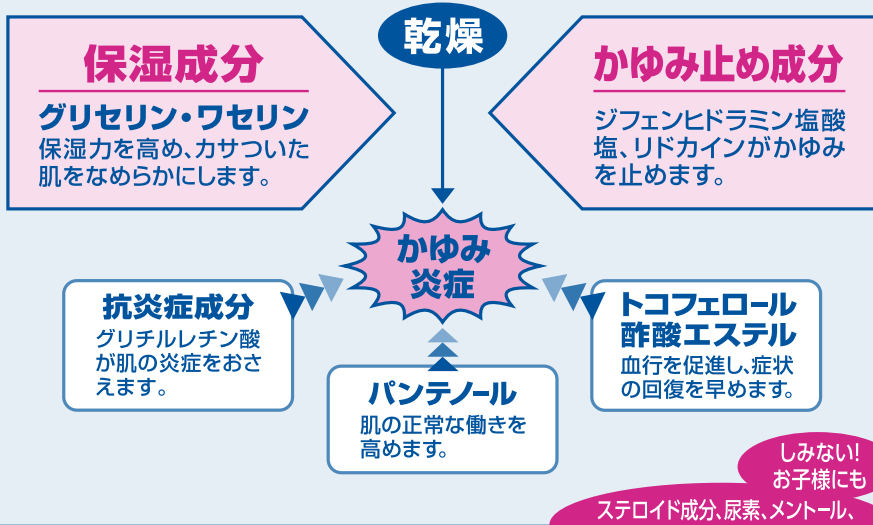 乾燥
保湿成分
グリセリン・ワセリン
保湿力を高め、カサついた
肌をなめらかにします。
かゆみ止め成分
ジフェンヒドラミン塩酸
塩、リドカインがかゆみ
を止めます。
かゆみ
炎症
抗炎症成分
グリチルレチン酸
が肌の炎症をおさ
えます。
パンテノール
肌の正常な働きを
高めます。
トコフェロール
酢酸エステル
血行を促進し、症状
の回復を早めます。
しみない!
お子様にも
ステロイド成分、尿素、メントール、